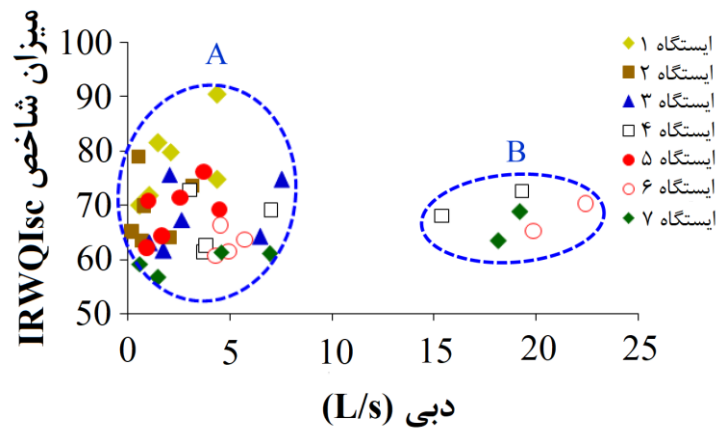 میزان شاخص IRWQIsc
100
90
80
70
60
50
A
B
0
5
10
15
20
25
دبی (L/s)
ایستگاه ۱
ایستگاه ۲
ایستگاه ۳
ایستگاه ۴
ایستگاه ۵
ایستگاه ۶
ایستگاه ۷